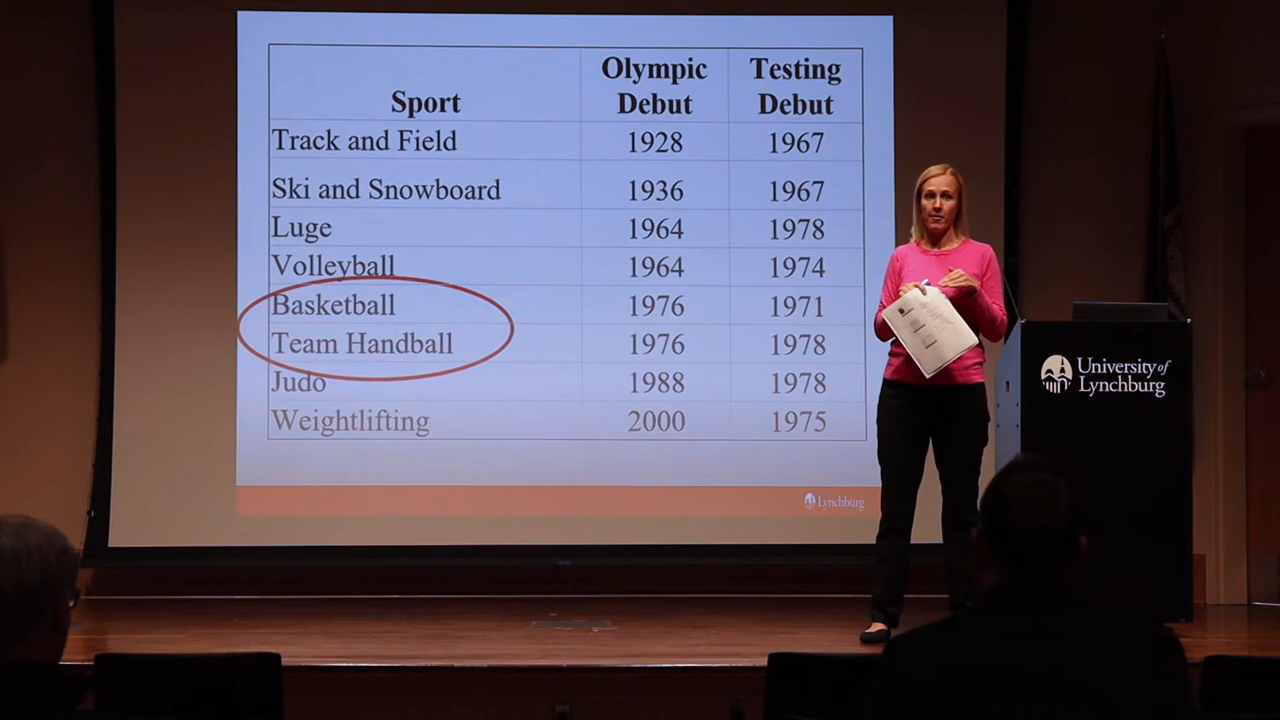 Sport Olympic Debut Testing Debut
Track and Field 1928 1967
Ski and Snowboard 1936 1967
Luge 1964 1978
Volleyball 1964 1974
Basketball 1976 1971
Team Handball 1976 1978
Judo 1988 1978
Weightlifting 2000 1975
Lynchburg
University of
Lynchburg